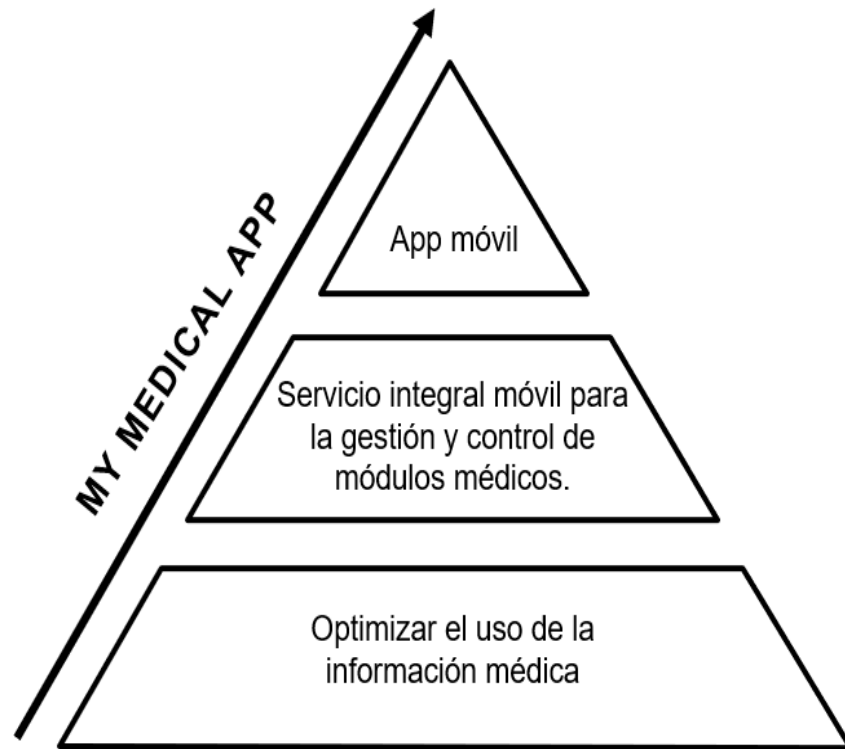 MY MEDICAL APP
App móvil
Servicio integral móvil para
la gestión y control de
módulos médicos.
Optimizar el uso de la
información médica